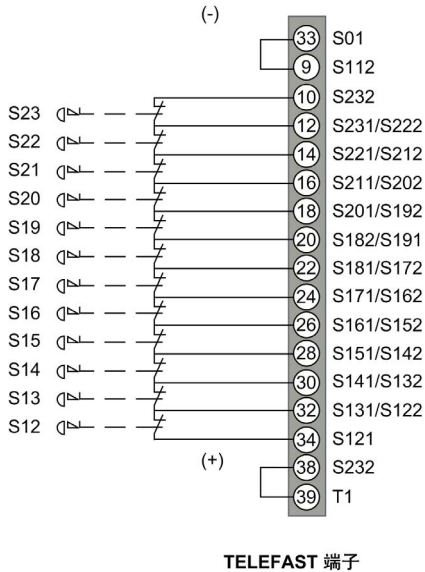 (-)
33 S01
9 S112
10 S232
S23
12 S231/S222
S22
14 S221/S212
S21
16 S211/S202
S20
18 S201/S192
S19
20 S182/S191
S18
22 S181/S172
S17
24 S171/S162
S16
26 S161/S152
S15
28 S151/S142
S14
30 S141/S132
S13
32 S131/S122
S12
34 S121
(+)
38 S232
39 T1
TELEFAST 端子